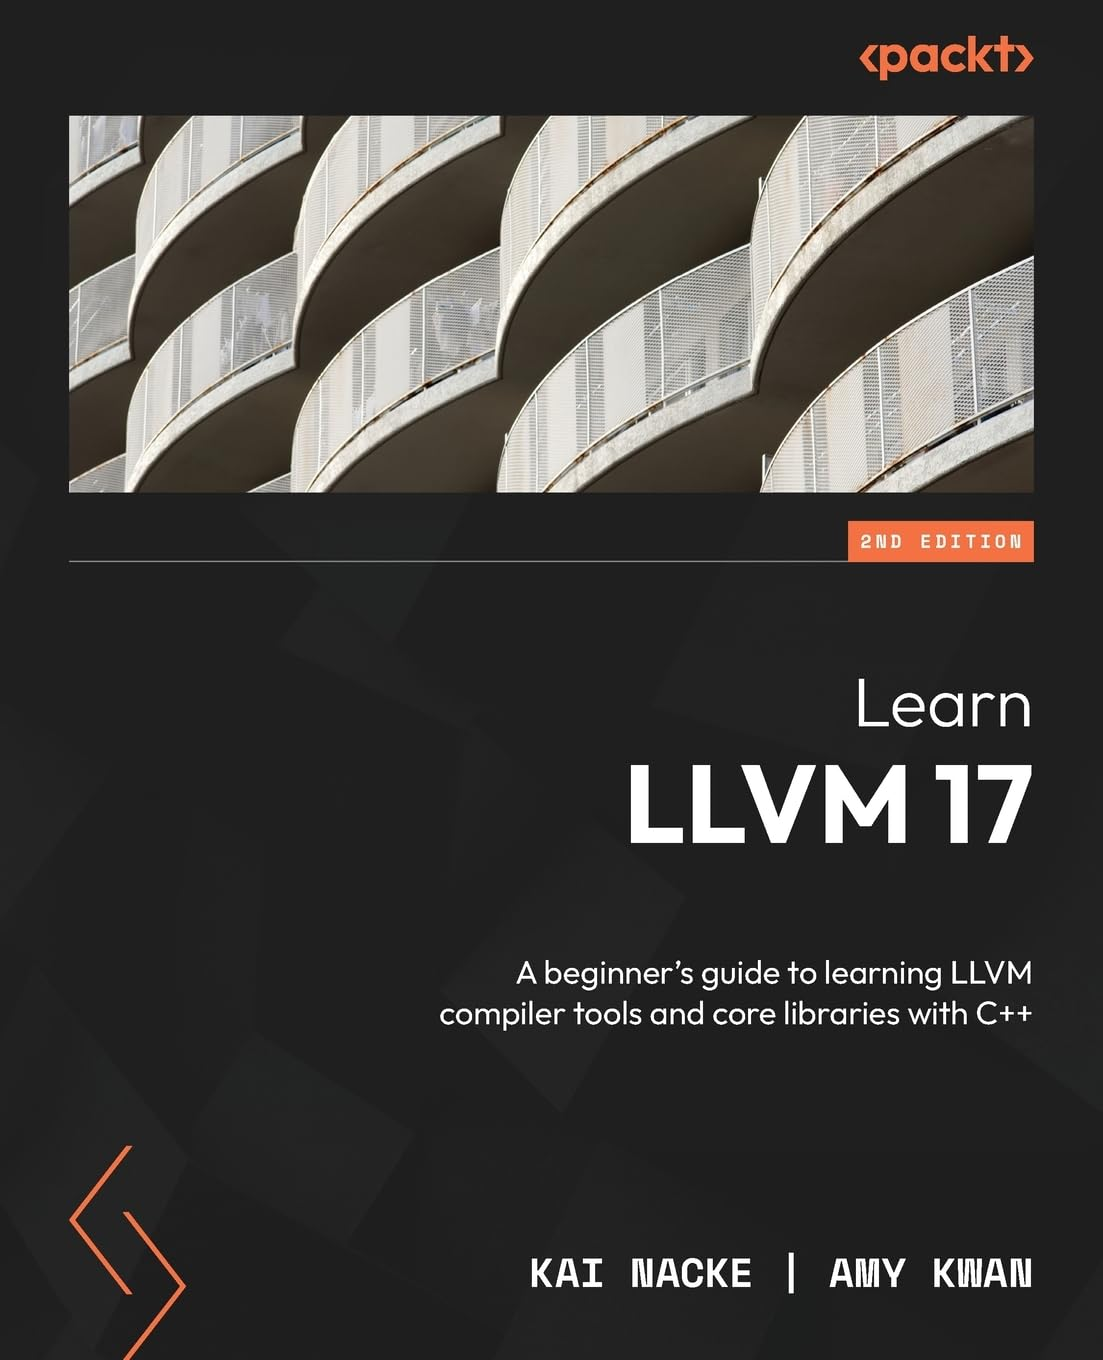 <packt>
2ND EDITION
Learn
LLVM 17
A beginner’s guide to learning LLVM
compiler tools and core libraries with C++
KAI NACKE | AMY KWAN